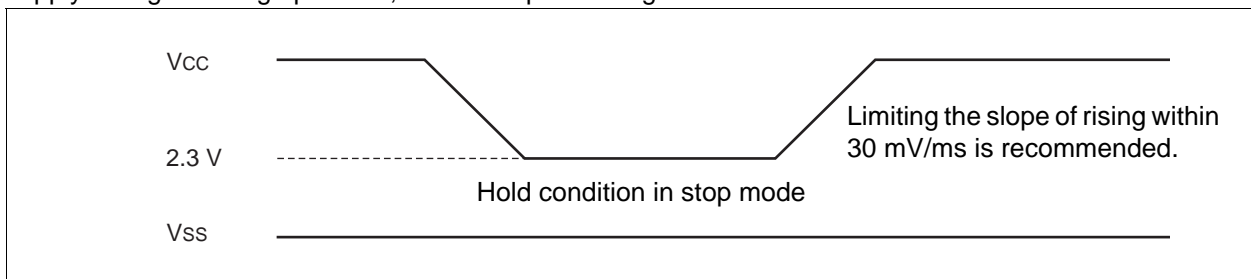 Vcc
Limiting the slope of rising within
30 mV/ms is recommended.
2.3 V
Hold condition in stop mode
Vss